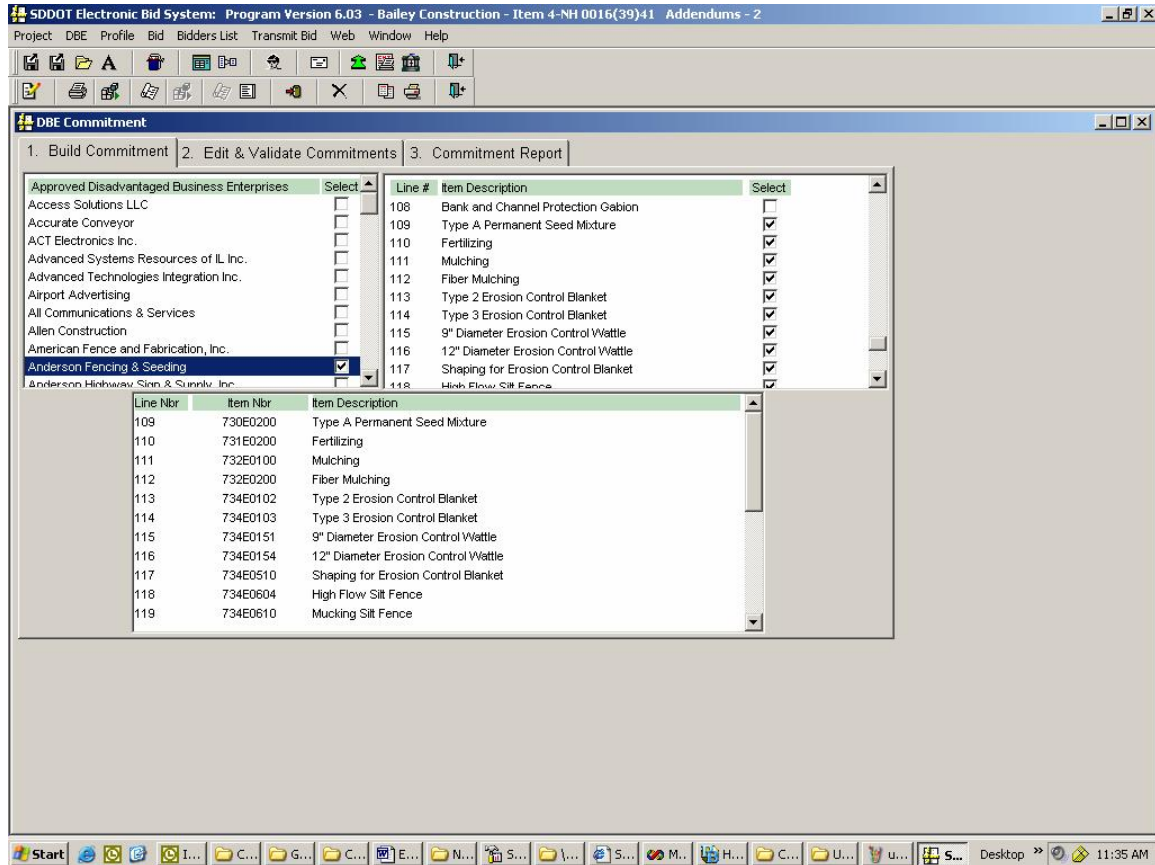 SDDOT Electronic Bid System: Program Version 6.03 - Bailey Construction - Item 4-NH 0016(39)41 Addendums - 2
Project DBE Profile Bid Bidders List Transmit Bid Web Window Help
A
DBE Commitment
1. Build Commitment 2. Edit & Validate Commitments 3. Commitment Report
Approved Disadvantaged Business Enterprises Select
Access Solutions LLC
Accurate Conveyor
ACT Electronics Inc.
Advanced Systems Resources of IL Inc.
Advanced Technologies Integration Inc.
Airport Advertising
All Communications & Services
Allen Construction
American Fence and Fabrication, Inc.
Anderson Fencing & Seeding
Anderson Highway Sign & Supply, Inc.
Line # Item Description Select
108 Bank and Channel Protection Gabion
109 Type A Permanent Seed Mixture
110 Fertilizing
111 Mulching
112 Fiber Mulching
113 Type 2 Erosion Control Blanket
114 Type 3 Erosion Control Blanket
115 9" Diameter Erosion Control Wattle
116 12" Diameter Erosion Control Wattle
117 Shaping for Erosion Control Blanket
118 High Flow Silt Fence
Line Nbr Item Nbr Item Description
109 730E0200 Type A Permanent Seed Mixture
110 731E0200 Fertilizing
111 732E0100 Mulching
112 732E0200 Fiber Mulching
113 734E0102 Type 2 Erosion Control Blanket
114 734E0103 Type 3 Erosion Control Blanket
115 734E0151 9" Diameter Erosion Control Wattle
116 734E0154 12" Diameter Erosion Control Wattle
117 734E0510 Shaping for Erosion Control Blanket
118 734E0604 High Flow Silt Fence
119 734E0610 Mucking Silt Fence
Start I... C... G... C... E... N... S... \... S... M.. H... C... U... u... S... Desktop » 11:35 AM